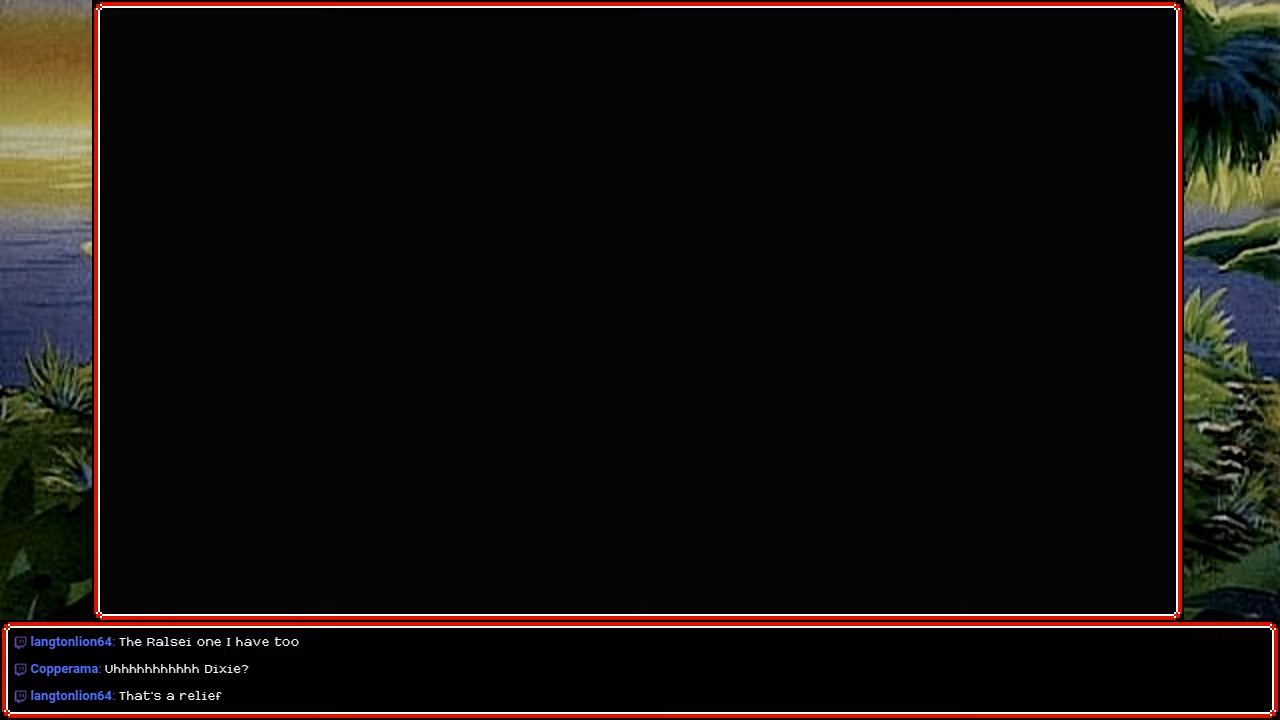 langtonlion64: The Ralsei one I have too
Copperama: Uhhhhhhhhhhh Dixie?
langtonlion64: That's a relief